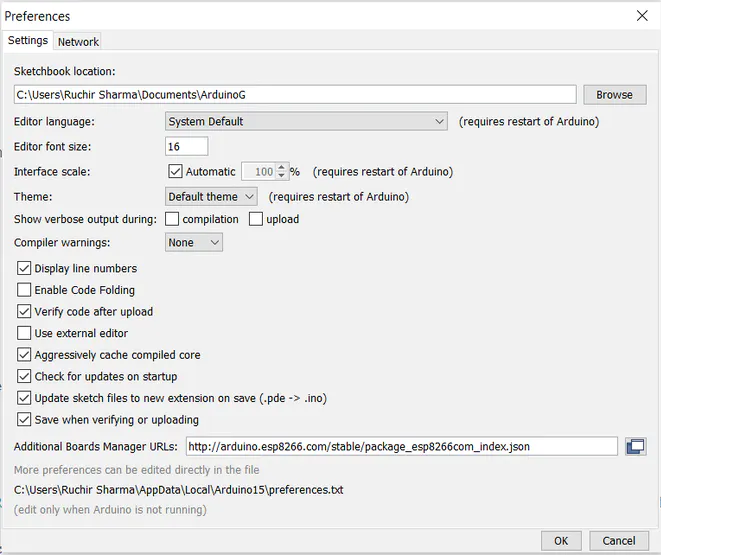 Preferences
Settings Network
Sketchbook location:
C:\Users\Ruchir Sharma\Documents\ArduinoG Browse
Editor language: System Default (requires restart of Arduino)
Editor font size: 16
Interface scale: Automatic 100 % (requires restart of Arduino)
Theme: Default theme (requires restart of Arduino)
Show verbose output during: compilation upload
Compiler warnings: None
Display line numbers
Enable Code Folding
Verify code after upload
Use external editor
Aggressively cache compiled core
Check for updates on startup
Update sketch files to new extension on save (.pde -> .ino)
Save when verifying or uploading
Additional Boards Manager URLs: http://arduino.esp8266.com/stable/package_esp8266com_index.json
More preferences can be edited directly in the file
C:\Users\Ruchir Sharma\AppData\Local\Arduino15\preferences.txt
(edit only when Arduino is not running)
OK Cancel